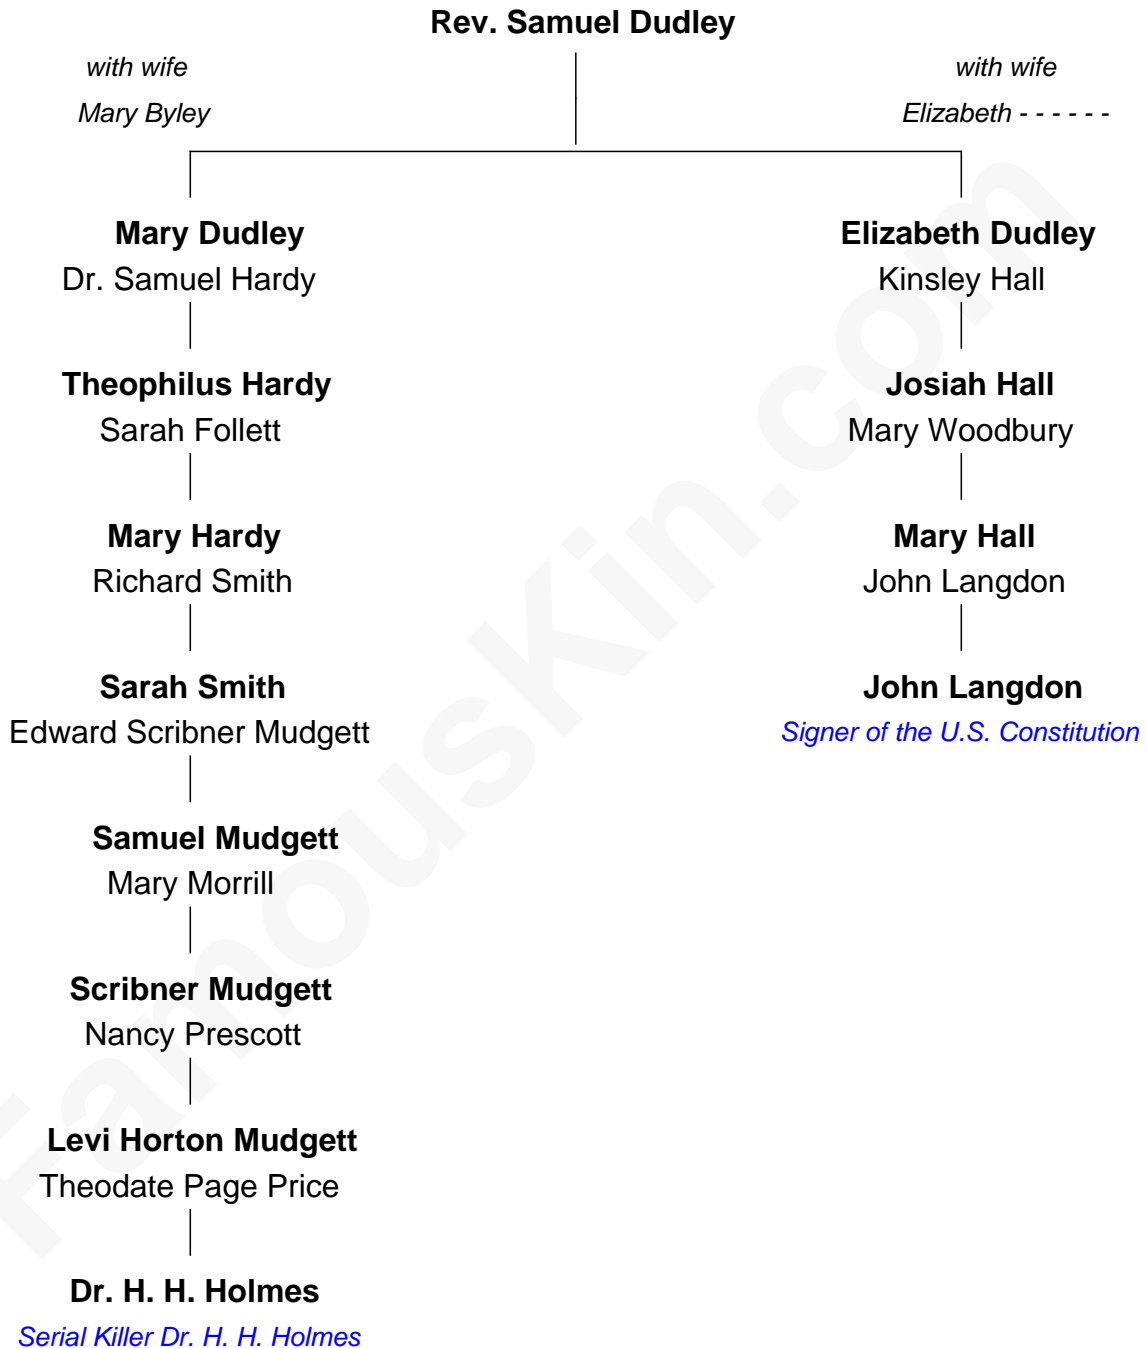 Rev. Samuel Dudley
with wife
Mary Byley
with wife
Elizabeth - - - - - -
Mary Dudley
Dr. Samuel Hardy
Elizabeth Dudley
Kinsley Hall
Theophilus Hardy
Sarah Follett
Josiah Hall
Mary Woodbury
Mary Hardy
Richard Smith
Mary Hall
John Langdon
Sarah Smith
Edward Scribner Mudgett
John Langdon
Signer of the U.S. Constitution
Samuel Mudgett
Mary Morrill
Scribner Mudgett
Nancy Prescott
Levi Horton Mudgett
Theodate Page Price
Dr. H. H. Holmes
Serial Killer Dr. H. H. Holmes
FamousKin.com